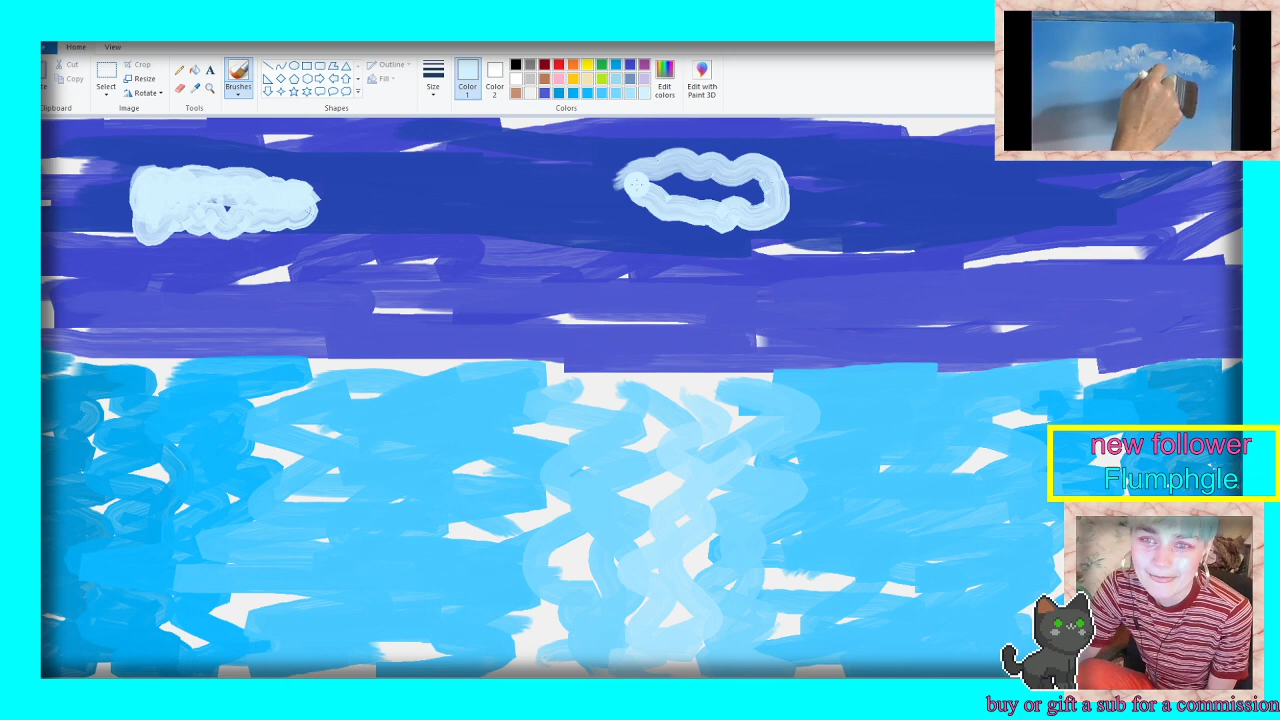 Home View
Cut
Copy
Clipboard
Select
Crop
Resize
Rotate
Image
A
Tools
Brushes
Outline
Fill
Shapes
Size
Color 1
Color 2
Colors
Edit colors
Edit with Paint 3D
new follower
Flumphgle
buy or gift a sub for a commission